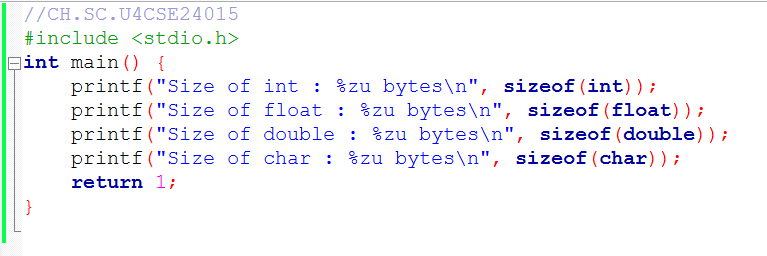 //CH.SC.U4CSE24015
#include <stdio.h>
int main() {
    printf("Size of int : %zu bytes\n", sizeof(int));
    printf("Size of float : %zu bytes\n", sizeof(float));
    printf("Size of double : %zu bytes\n", sizeof(double));
    printf("Size of char : %zu bytes\n", sizeof(char));
    return 1;
}